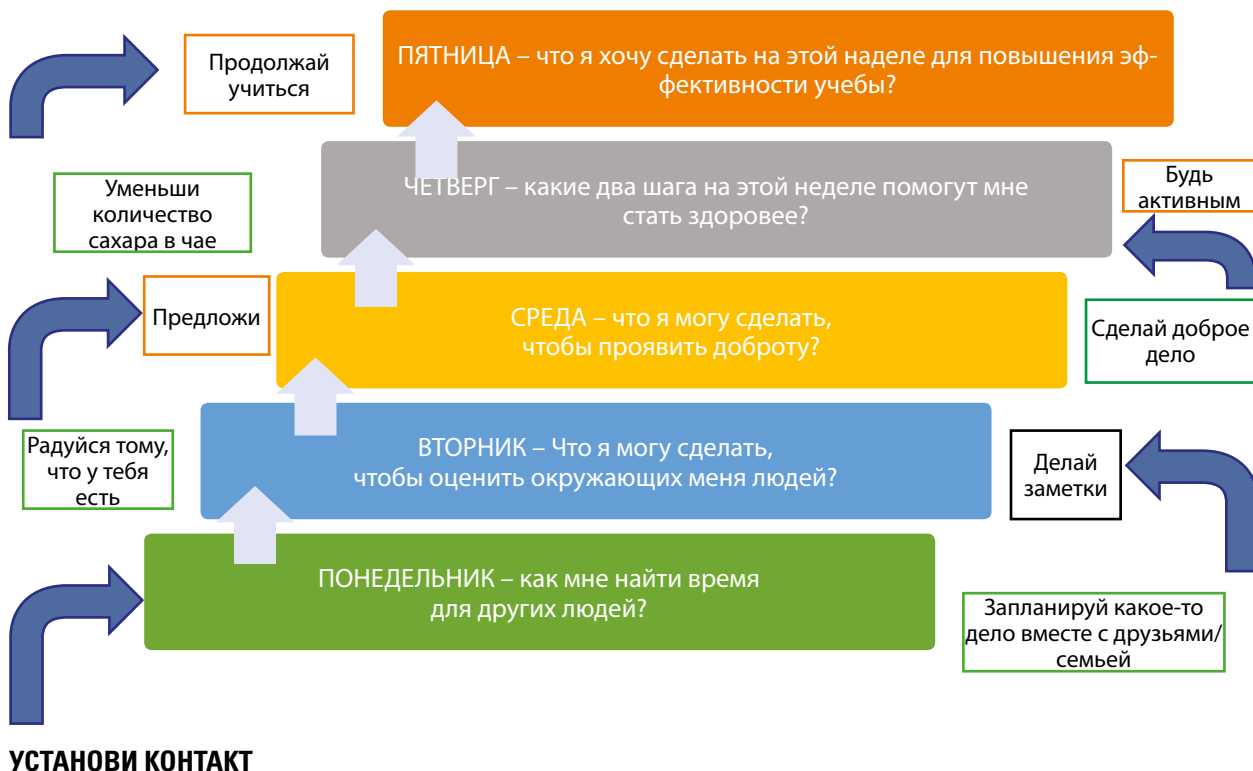 Продолжай
учиться
ПЯТНИЦА – что я хочу сделать на этой наделе для повышения эф-
фективности учебы?
Уменьши
количество
сахара в чае
ЧЕТВЕРГ – какие два шага на этой неделе помогут мне
стать здоровее?
Будь
активным
Предложи
СРЕДА – что я могу сделать,
чтобы проявить доброту?
Сделай доброе
дело
Радуйся тому,
что у тебя
есть
ВТОРНИК – Что я могу сделать,
чтобы оценить окружающих меня людей?
Делай
заметки
ПОНЕДЕЛЬНИК – как мне найти время
для других людей?
Запланируй какое-то
дело вместе с друзьями/
семьей
УСТАНОВИ КОНТАКТ